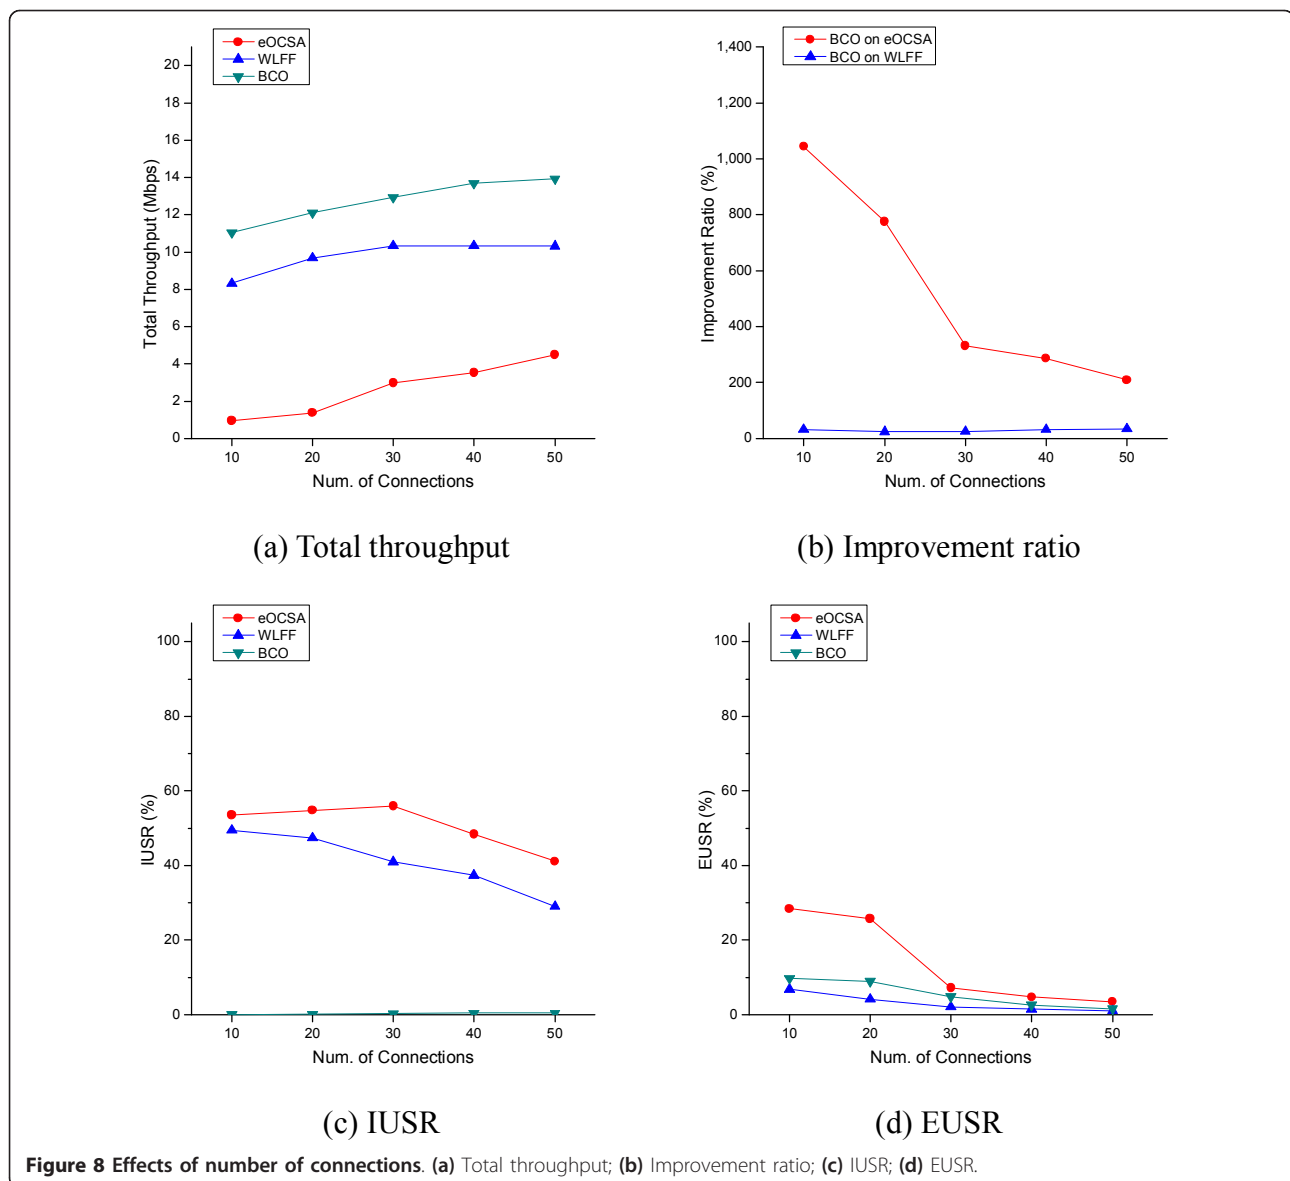 eOCSA
WLFF
BCO
20
18
16
14
12
10
8
6
4
2
0
Total Throughput (Mbps)
10 20 30 40 50
Num. of Connections
(a) Total throughput
BCO on eOCSA
BCO on WLFF
1,400
1,200
1,000
800
600
400
200
0
Improvement Ratio (%)
10 20 30 40 50
Num. of Connections
(b) Improvement ratio
eOCSA
WLFF
BCO
100
80
60
40
20
0
IUSR (%)
10 20 30 40 50
Num. of Connections
(c) IUSR
eOCSA
WLFF
BCO
100
80
60
40
20
0
EUSR (%)
10 20 30 40 50
Num. of Connections
(d) EUSR
Figure 8 Effects of number of connections. (a) Total throughput; (b) Improvement ratio; (c) IUSR; (d) EUSR.